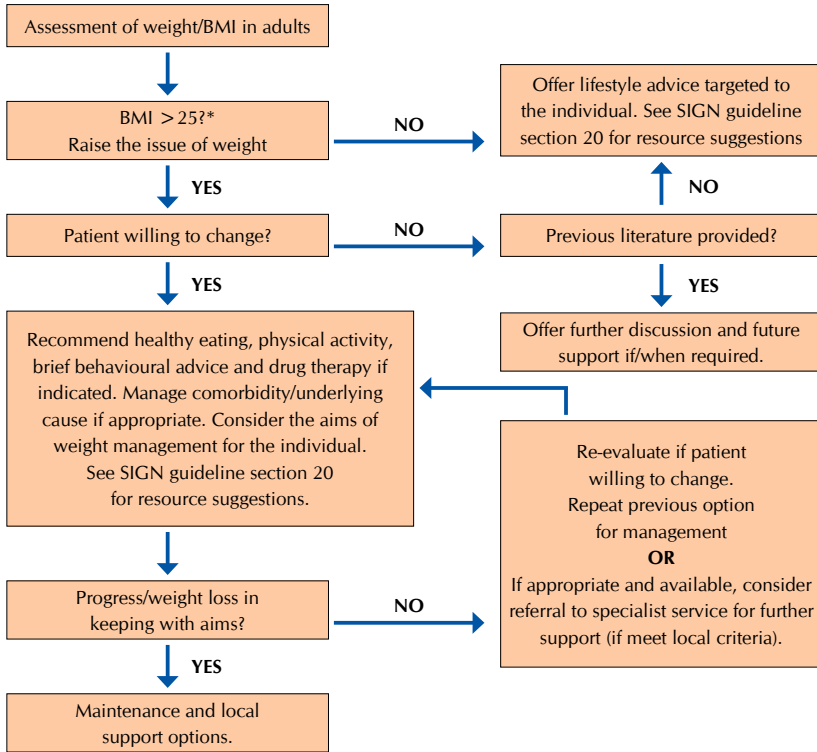 Assessment of weight/BMI in adults
BMI >25?*
Raise the issue of weight
NO
Offer lifestyle advice targeted to
the individual. See SIGN guideline
section 20 for resource suggestions
YES
NO
Patient willing to change?
NO
Previous literature provided?
YES
YES
Recommend healthy eating, physical activity,
brief behavioural advice and drug therapy if
indicated. Manage comorbidity/underlying
cause if appropriate. Consider the aims of
weight management for the individual.
See SIGN guideline section 20
for resource suggestions.
Offer further discussion and future
support if/when required.
Re-evaluate if patient
willing to change.
Repeat previous option
for management
OR
If appropriate and available, consider
referral to specialist service for further
support (if meet local criteria).
Progress/weight loss in
keeping with aims?
NO
YES
Maintenance and local
support options.